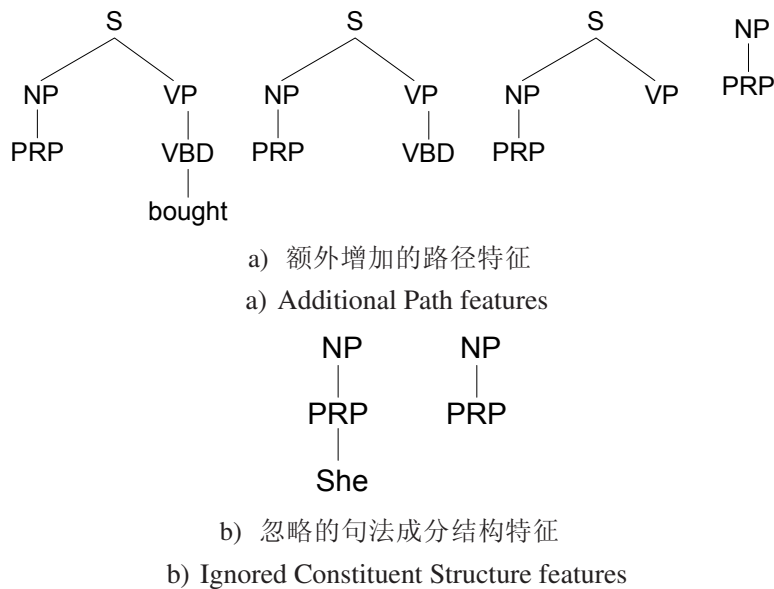 S S S NP
NP VP NP VP NP VP PRP
PRP VBD PRP VBD PRP
bought
a) 额外增加的路径特征
a) Additional Path features
NP NP
PRP PRP
She
b) 忽略的句法成分结构特征
b) Ignored Constituent Structure features